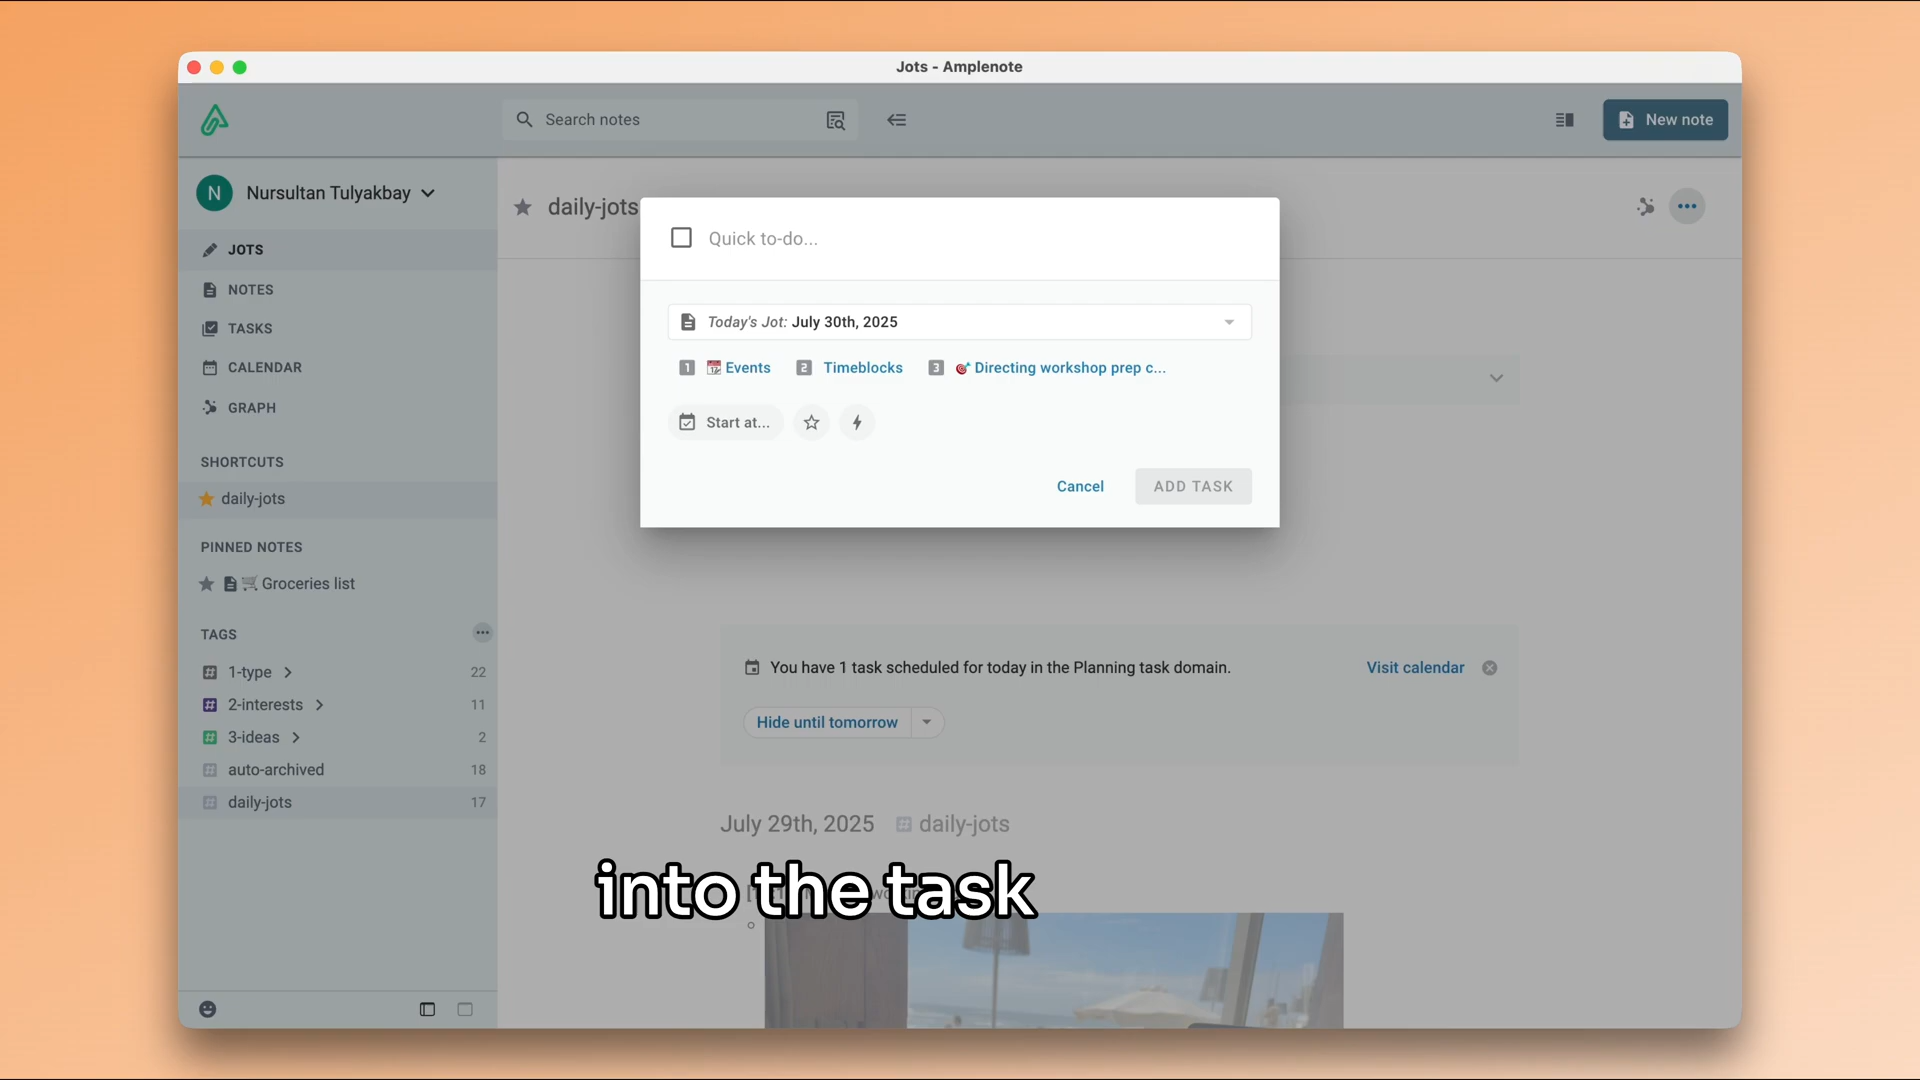 Jots - Amplenote
Search notes
New note
N Nursultan Tulyakbay
JOTS
NOTES
TASKS
CALENDAR
GRAPH
SHORTCUTS
daily-jots
PINNED NOTES
Groceries list
TAGS
1-type 22
2-interests 11
3-ideas 2
auto-archived 18
daily-jots 17
daily-jots
Quick to-do...
Today's Jot: July 30th, 2025
1 Events 2 Timeblocks 3 Directing workshop prep c...
Start at...
Cancel ADD TASK
You have 1 task scheduled for today in the Planning task domain. Visit calendar
Hide until tomorrow
July 29th, 2025 daily-jots
into the task